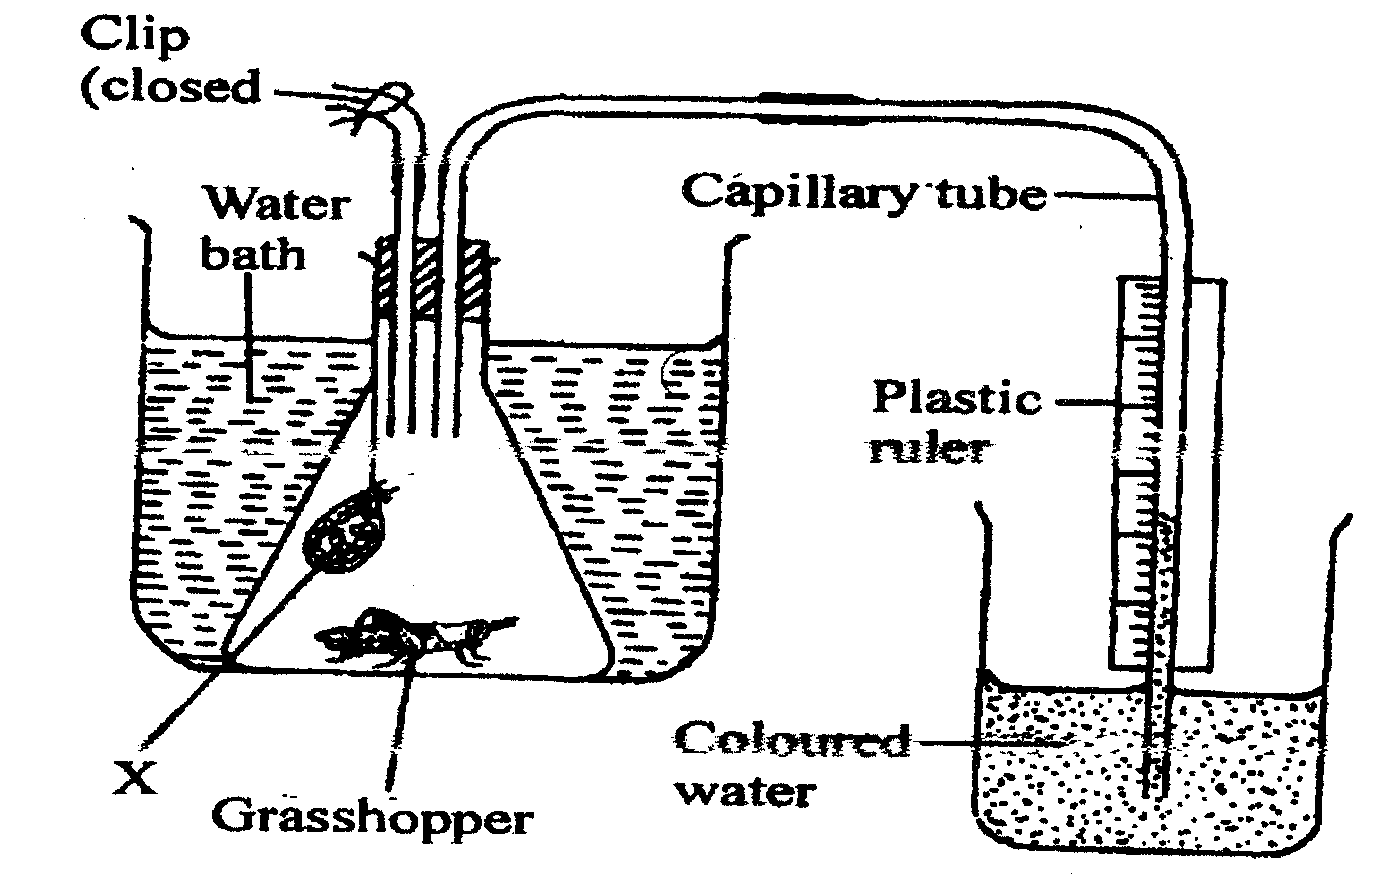 Clip
(closed
Water
bath
Capillary tube
Plastic
ruler
Coloured
water
X
Grasshopper